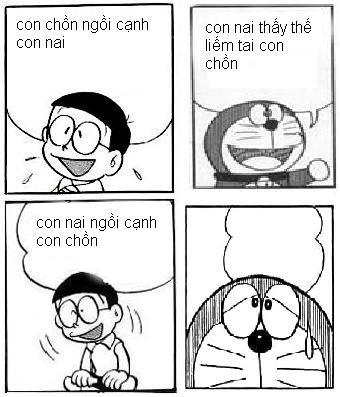 con chồn ngồi cạnh
con nai
con nai thấy thế
liếm tai con
chồn
con nai ngồi cạnh
con chồn